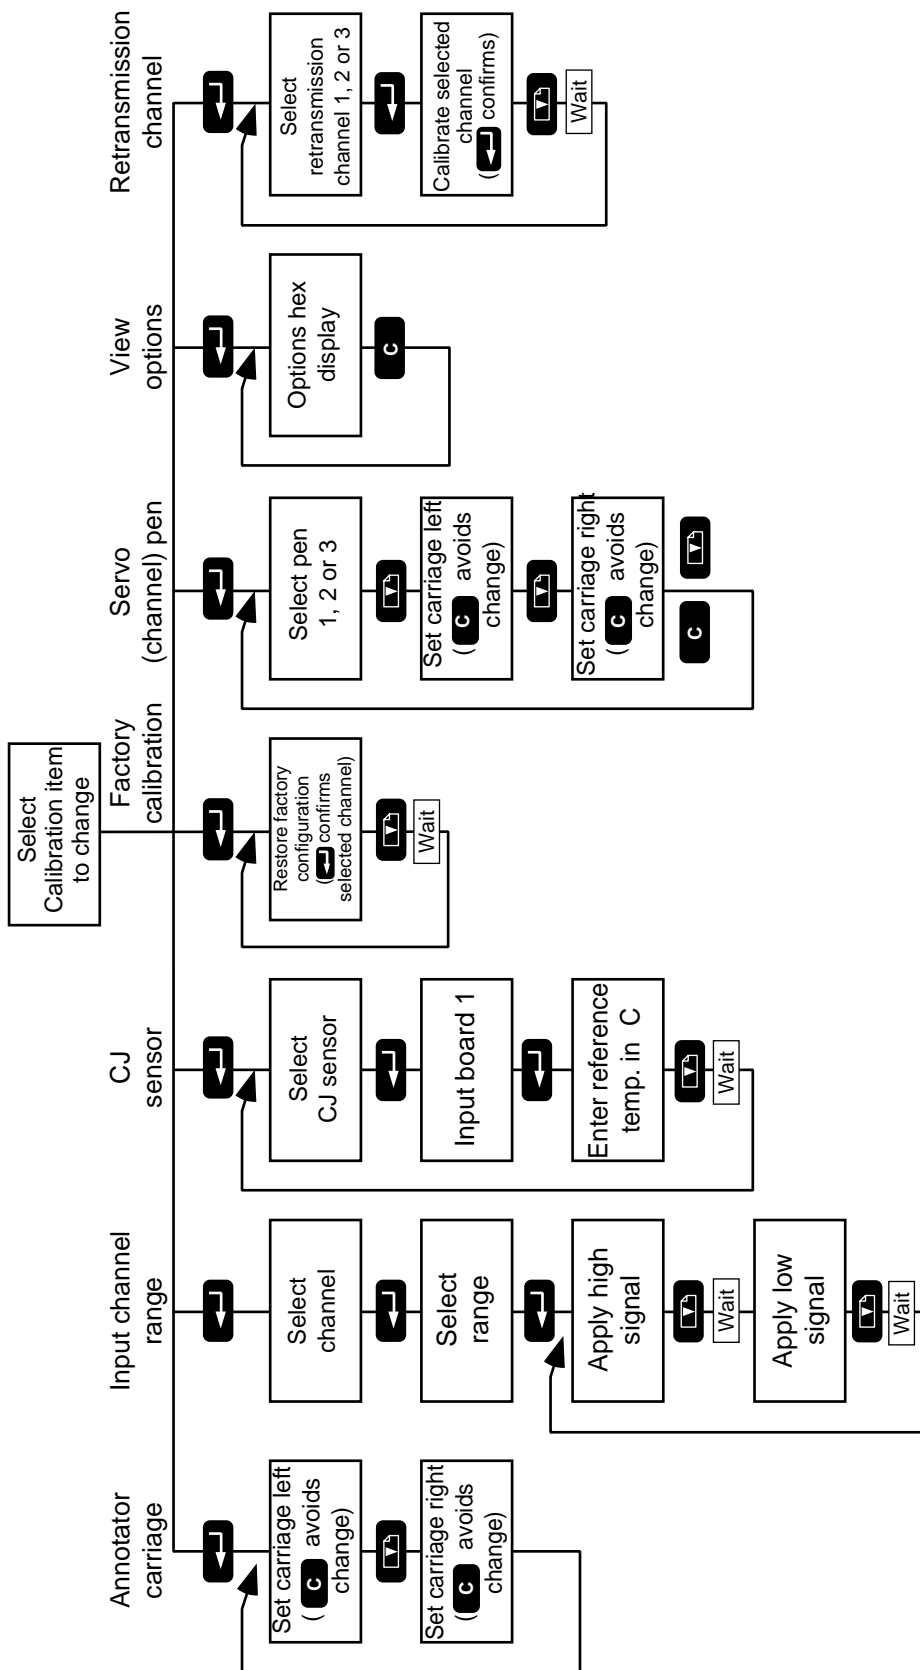 Select
Calibration item
to change
Annotator
carriage
Set carriage left
( C avoids
change)
Set carriage right
( C avoids
change)
Input channel
range
Select
channel
Select
range
Apply high
signal
Wait
Apply low
signal
Wait
CJ
sensor
Select
CJ sensor
Input board 1
Enter reference
temp. in C
Wait
Factory
calibration
Restore factory
configuration
( confirms
selected channel)
Wait
Servo
(channel) pen
Select pen
1, 2 or 3
Set carriage left
( C avoids
change)
Set carriage right
( C avoids
change)
C
View
options
Options hex
display
C
Retransmission
channel
Select
retransmission
channel 1, 2 or 3
Calibrate selected
channel
( confirms)
Wait